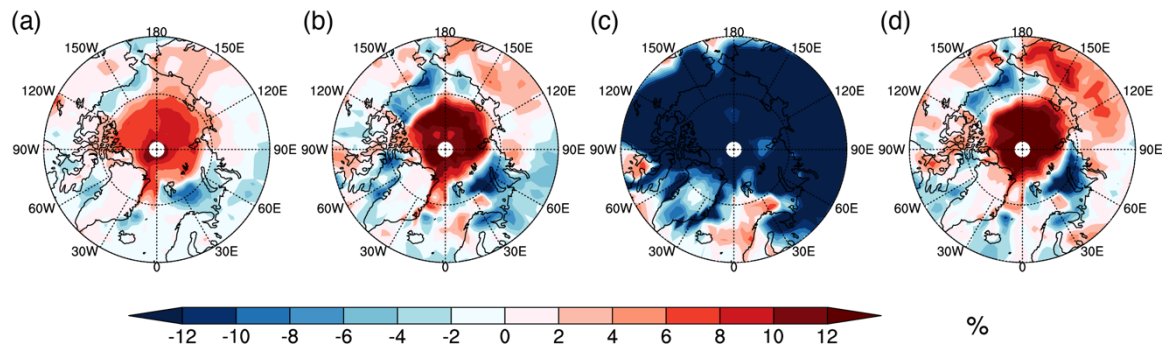 (a) (b) (c) (d)
180 180 180 180
150W 150E 150W 150E 150W 150E 150W 150E
120W 120E 120W 120E 120W 120E 120W 120E
90W 90E 90W 90E 90W 90E 90W 90E
60W 60E 60W 60E 60W 60E 60W 60E
30W 30E 30W 30E 30W 30E 30W 30E
0 0 0 0
-12 -10 -8 -6 -4 -2 0 2 4 6 8 10 12 %